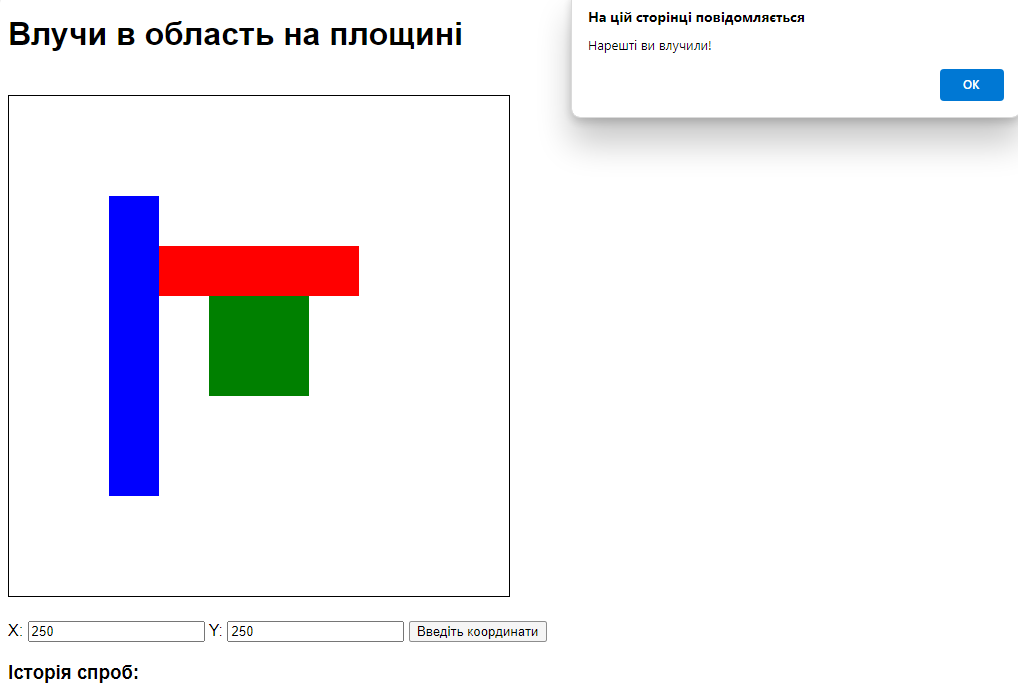 Влучи в область на площині
На цій сторінці повідомляється
Нарешті ви влучили!
OK
X: 250 Y: 250 Введіть координати
Історія спроб: